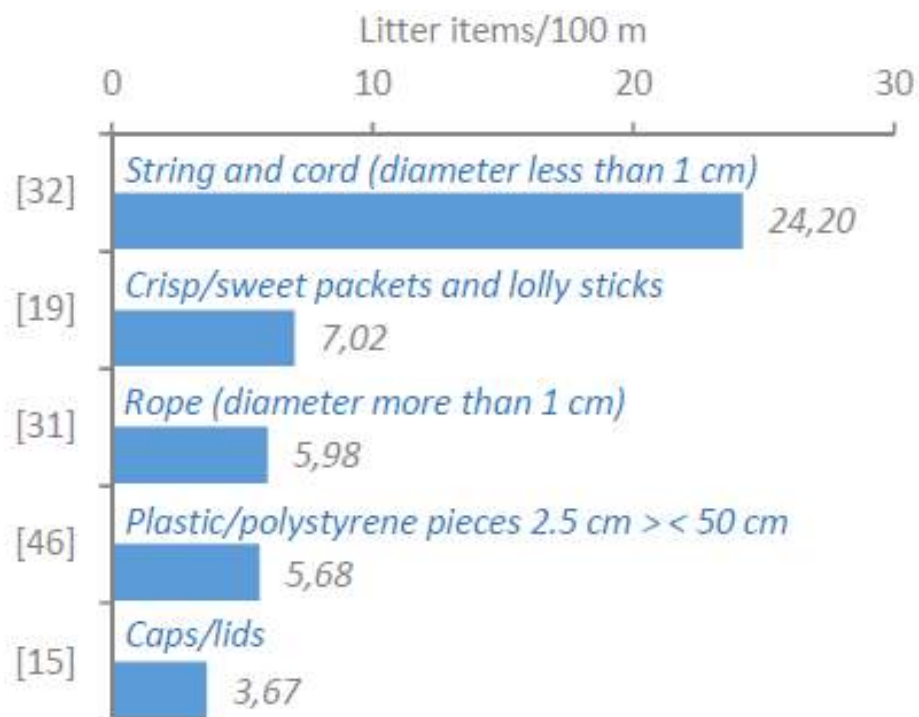 Litter items/100 m
0 10 20 30
[32] String and cord (diameter less than 1 cm)
24,20
[19] Crisp/sweet packets and lolly sticks
7,02
[31] Rope (diameter more than 1 cm)
5,98
[46] Plastic/polystyrene pieces 2.5 cm > < 50 cm
5,68
[15] Caps/lids
3,67